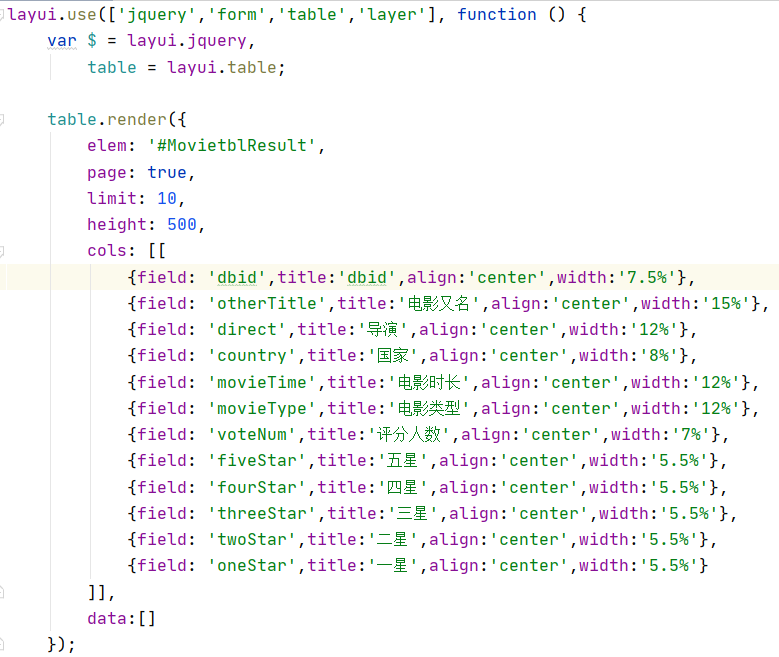 layui.use(['jquery','form','table','layer'], function () {
    var $ = layui.jquery,
        table = layui.table;

    table.render({
        elem: '#MovietblResult',
        page: true,
        limit: 10,
        height: 500,
        cols: [[
            {field: 'dbid',title:'dbid',align:'center',width:'7.5%'},
            {field: 'otherTitle',title:'电影又名',align:'center',width:'15%'},
            {field: 'direct',title:'导演',align:'center',width:'12%'},
            {field: 'country',title:'国家',align:'center',width:'8%'},
            {field: 'movieTime',title:'电影时长',align:'center',width:'12%'},
            {field: 'movieType',title:'电影类型',align:'center',width:'12%'},
            {field: 'voteNum',title:'评分人数',align:'center',width:'7%'},
            {field: 'fiveStar',title:'五星',align:'center',width:'5.5%'},
            {field: 'fourStar',title:'四星',align:'center',width:'5.5%'},
            {field: 'threeStar',title:'三星',align:'center',width:'5.5%'},
            {field: 'twoStar',title:'二星',align:'center',width:'5.5%'},
            {field: 'oneStar',title:'一星',align:'center',width:'5.5%'}
        ]],
        data:[]
    });